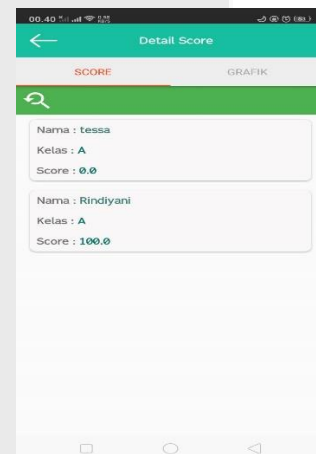 00.40
Detail Score
SCORE GRAFIK
Nama : tessa
Kelas : A
Score : 0.0
Nama : Rindiyani
Kelas : A
Score : 100.0